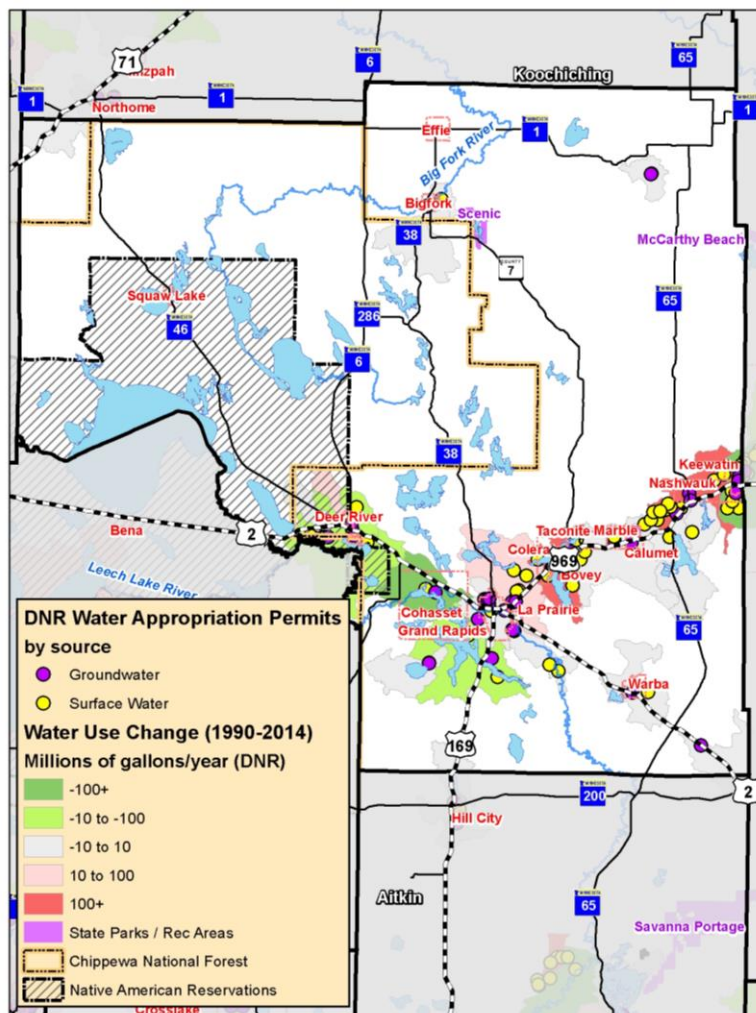 71
6
65
Koochiching
1
1
Northome
Effie
1
1
Big Fork River
Bigfork
Scenic
38
7
McCarthy Beach
65
Squaw Lake
46
286
6
38
Keewatin
Nashwauk
Deer River
Taconite Marble
Bena
2
Colera
969
Calumet
Bovey
Leech Lake River
Cohasset
La Prairie
Grand Rapids
65
Warba
169
2
200
Hill City
Aitkin
65
Savanna Portage
DNR Water Appropriation Permits
by source
Groundwater
Surface Water
Water Use Change (1990-2014)
Millions of gallons/year (DNR)
-100+
-10 to -100
-10 to 10
10 to 100
100+
State Parks / Rec Areas
Chippewa National Forest
Native American Reservations